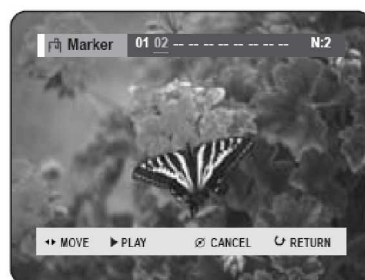 Marker 01 02 -- -- -- -- -- -- -- -- N:2
MOVE PLAY CANCEL RETURN